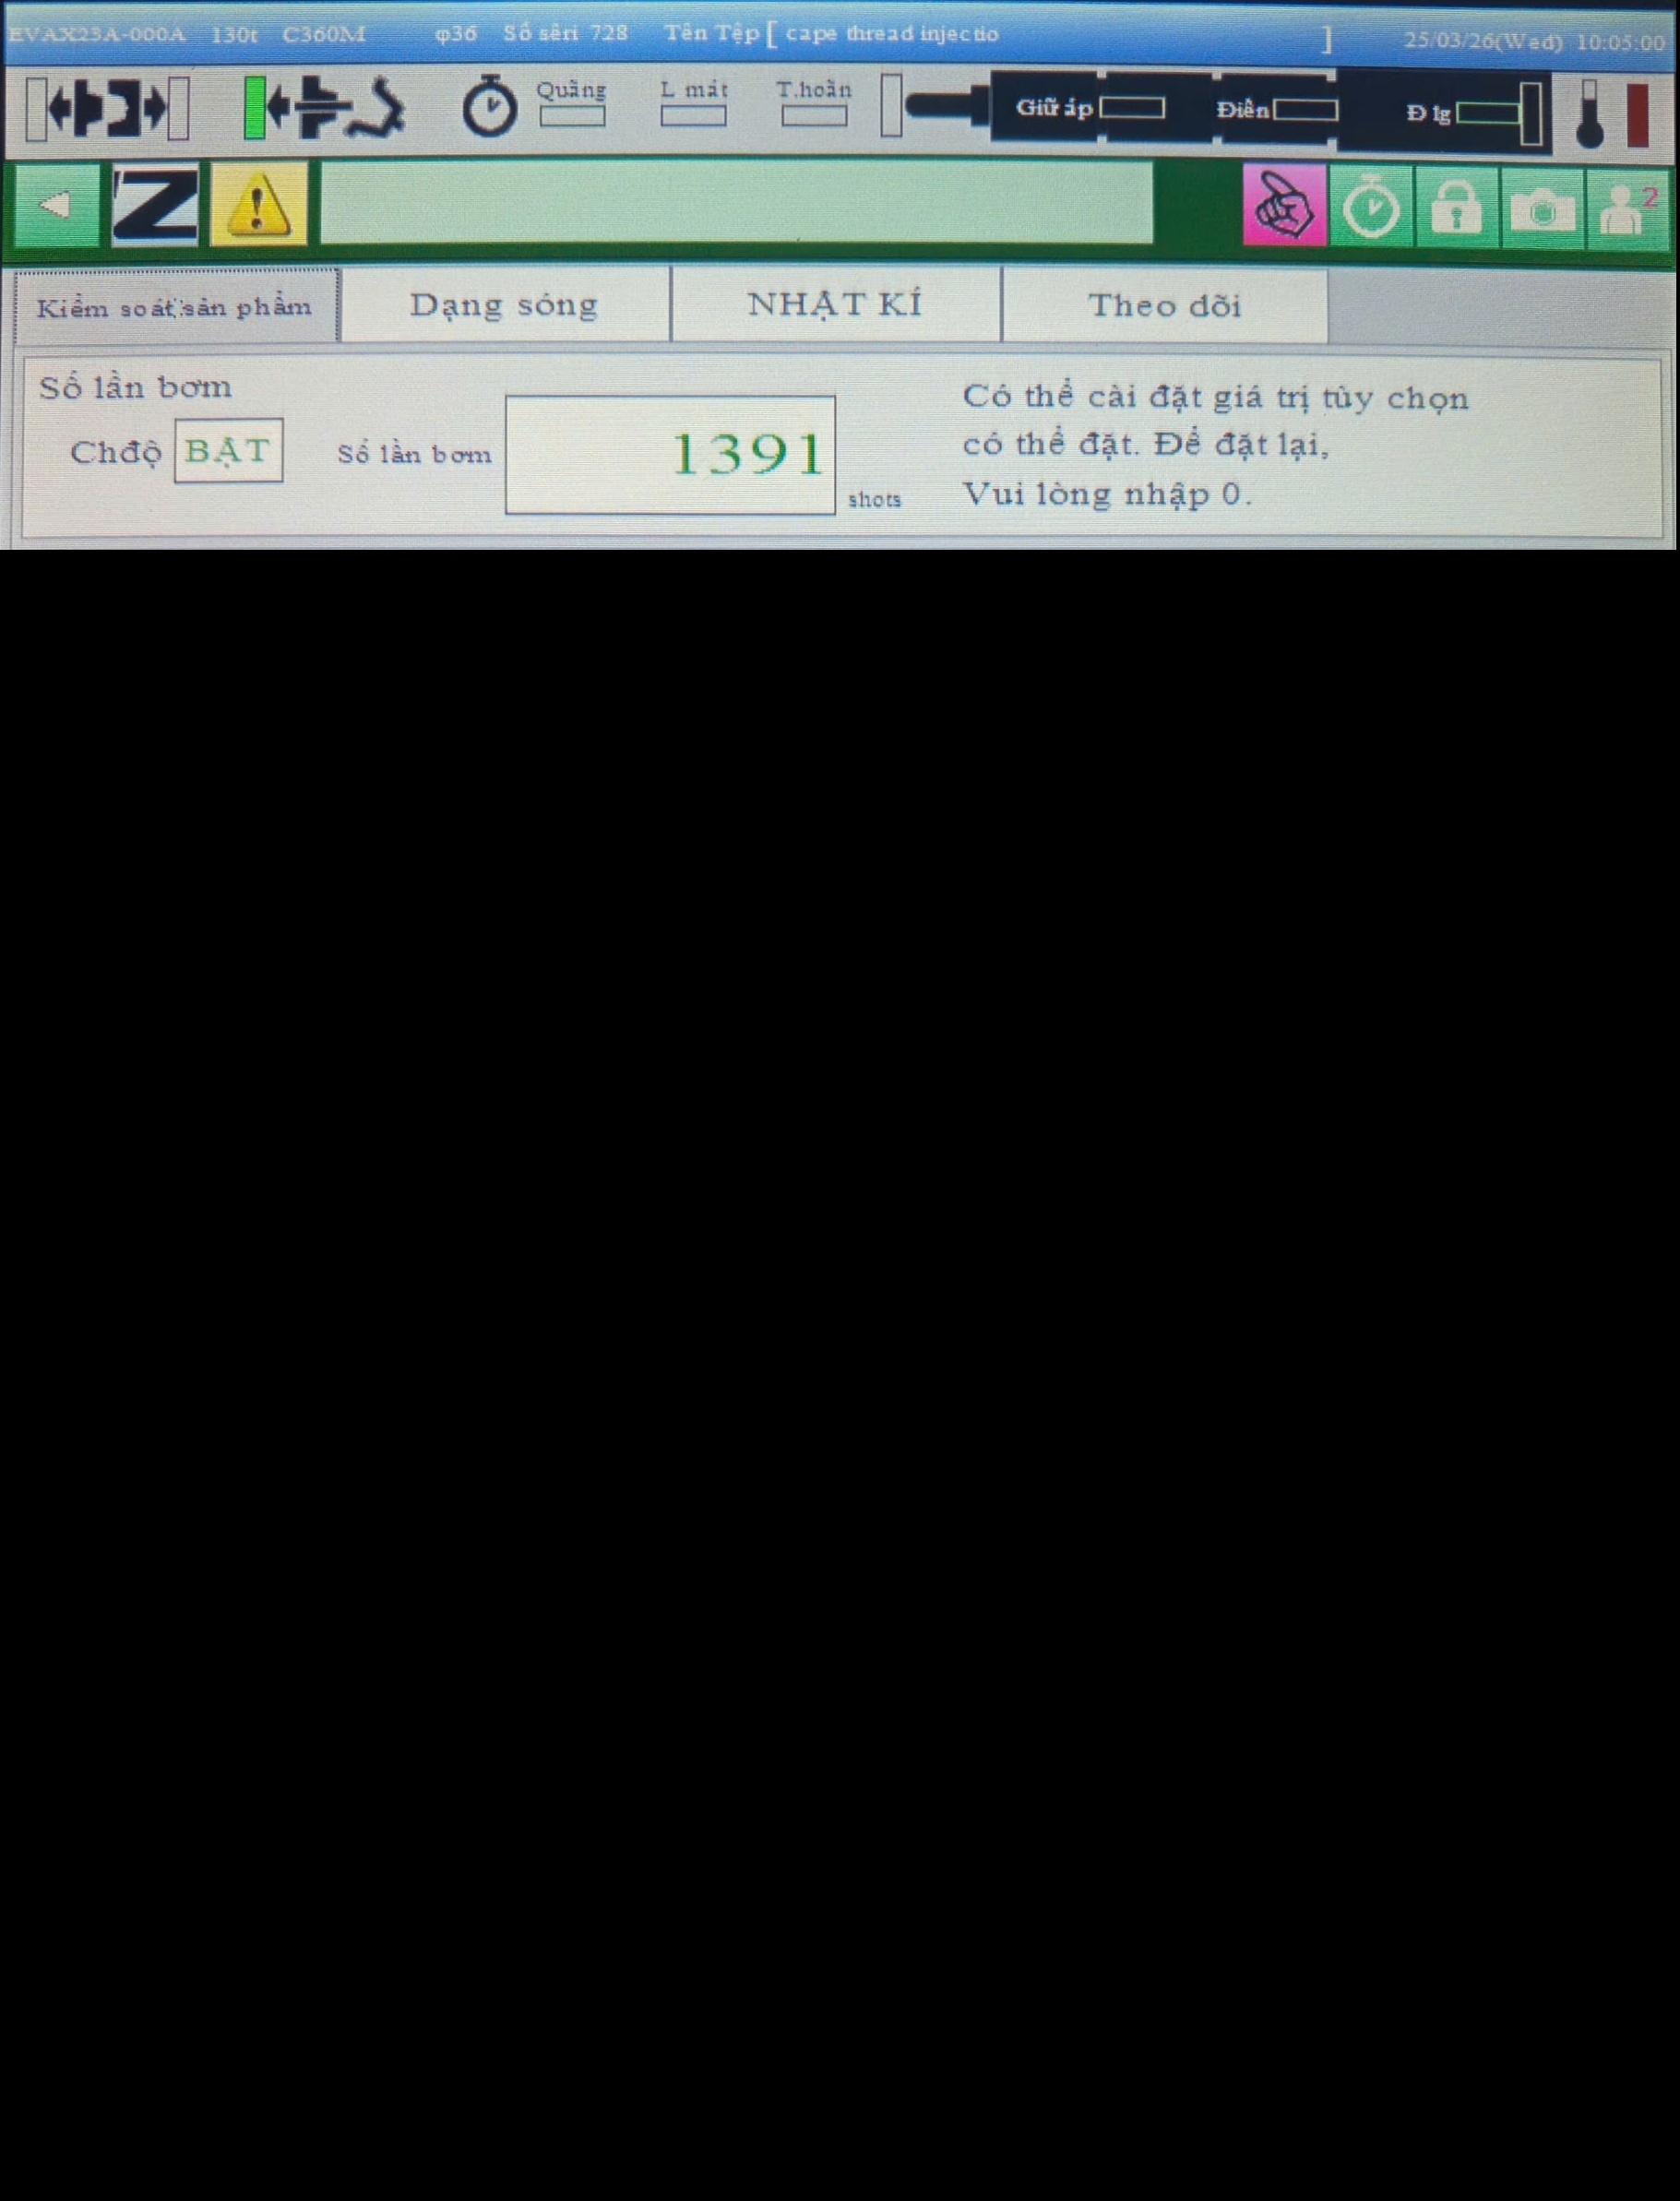 EVAX25A-000A 130t C360M φ36 Số sêri 728 Tên Tệp [ cape thread injectio ] 25/03/26(Wed) 10:05:00
Quãng L mát T.hoãn Giữ áp Điền Đ lg
2
Kiểm soát sản phẩm Dạng sóng NHẬT KÍ Theo dõi
Số lần bơm
Chđộ BẬT Số lần bơm 1391 shots
Có thể cài đặt giá trị tùy chọn
có thể đặt. Để đặt lại,
Vui lòng nhập 0.